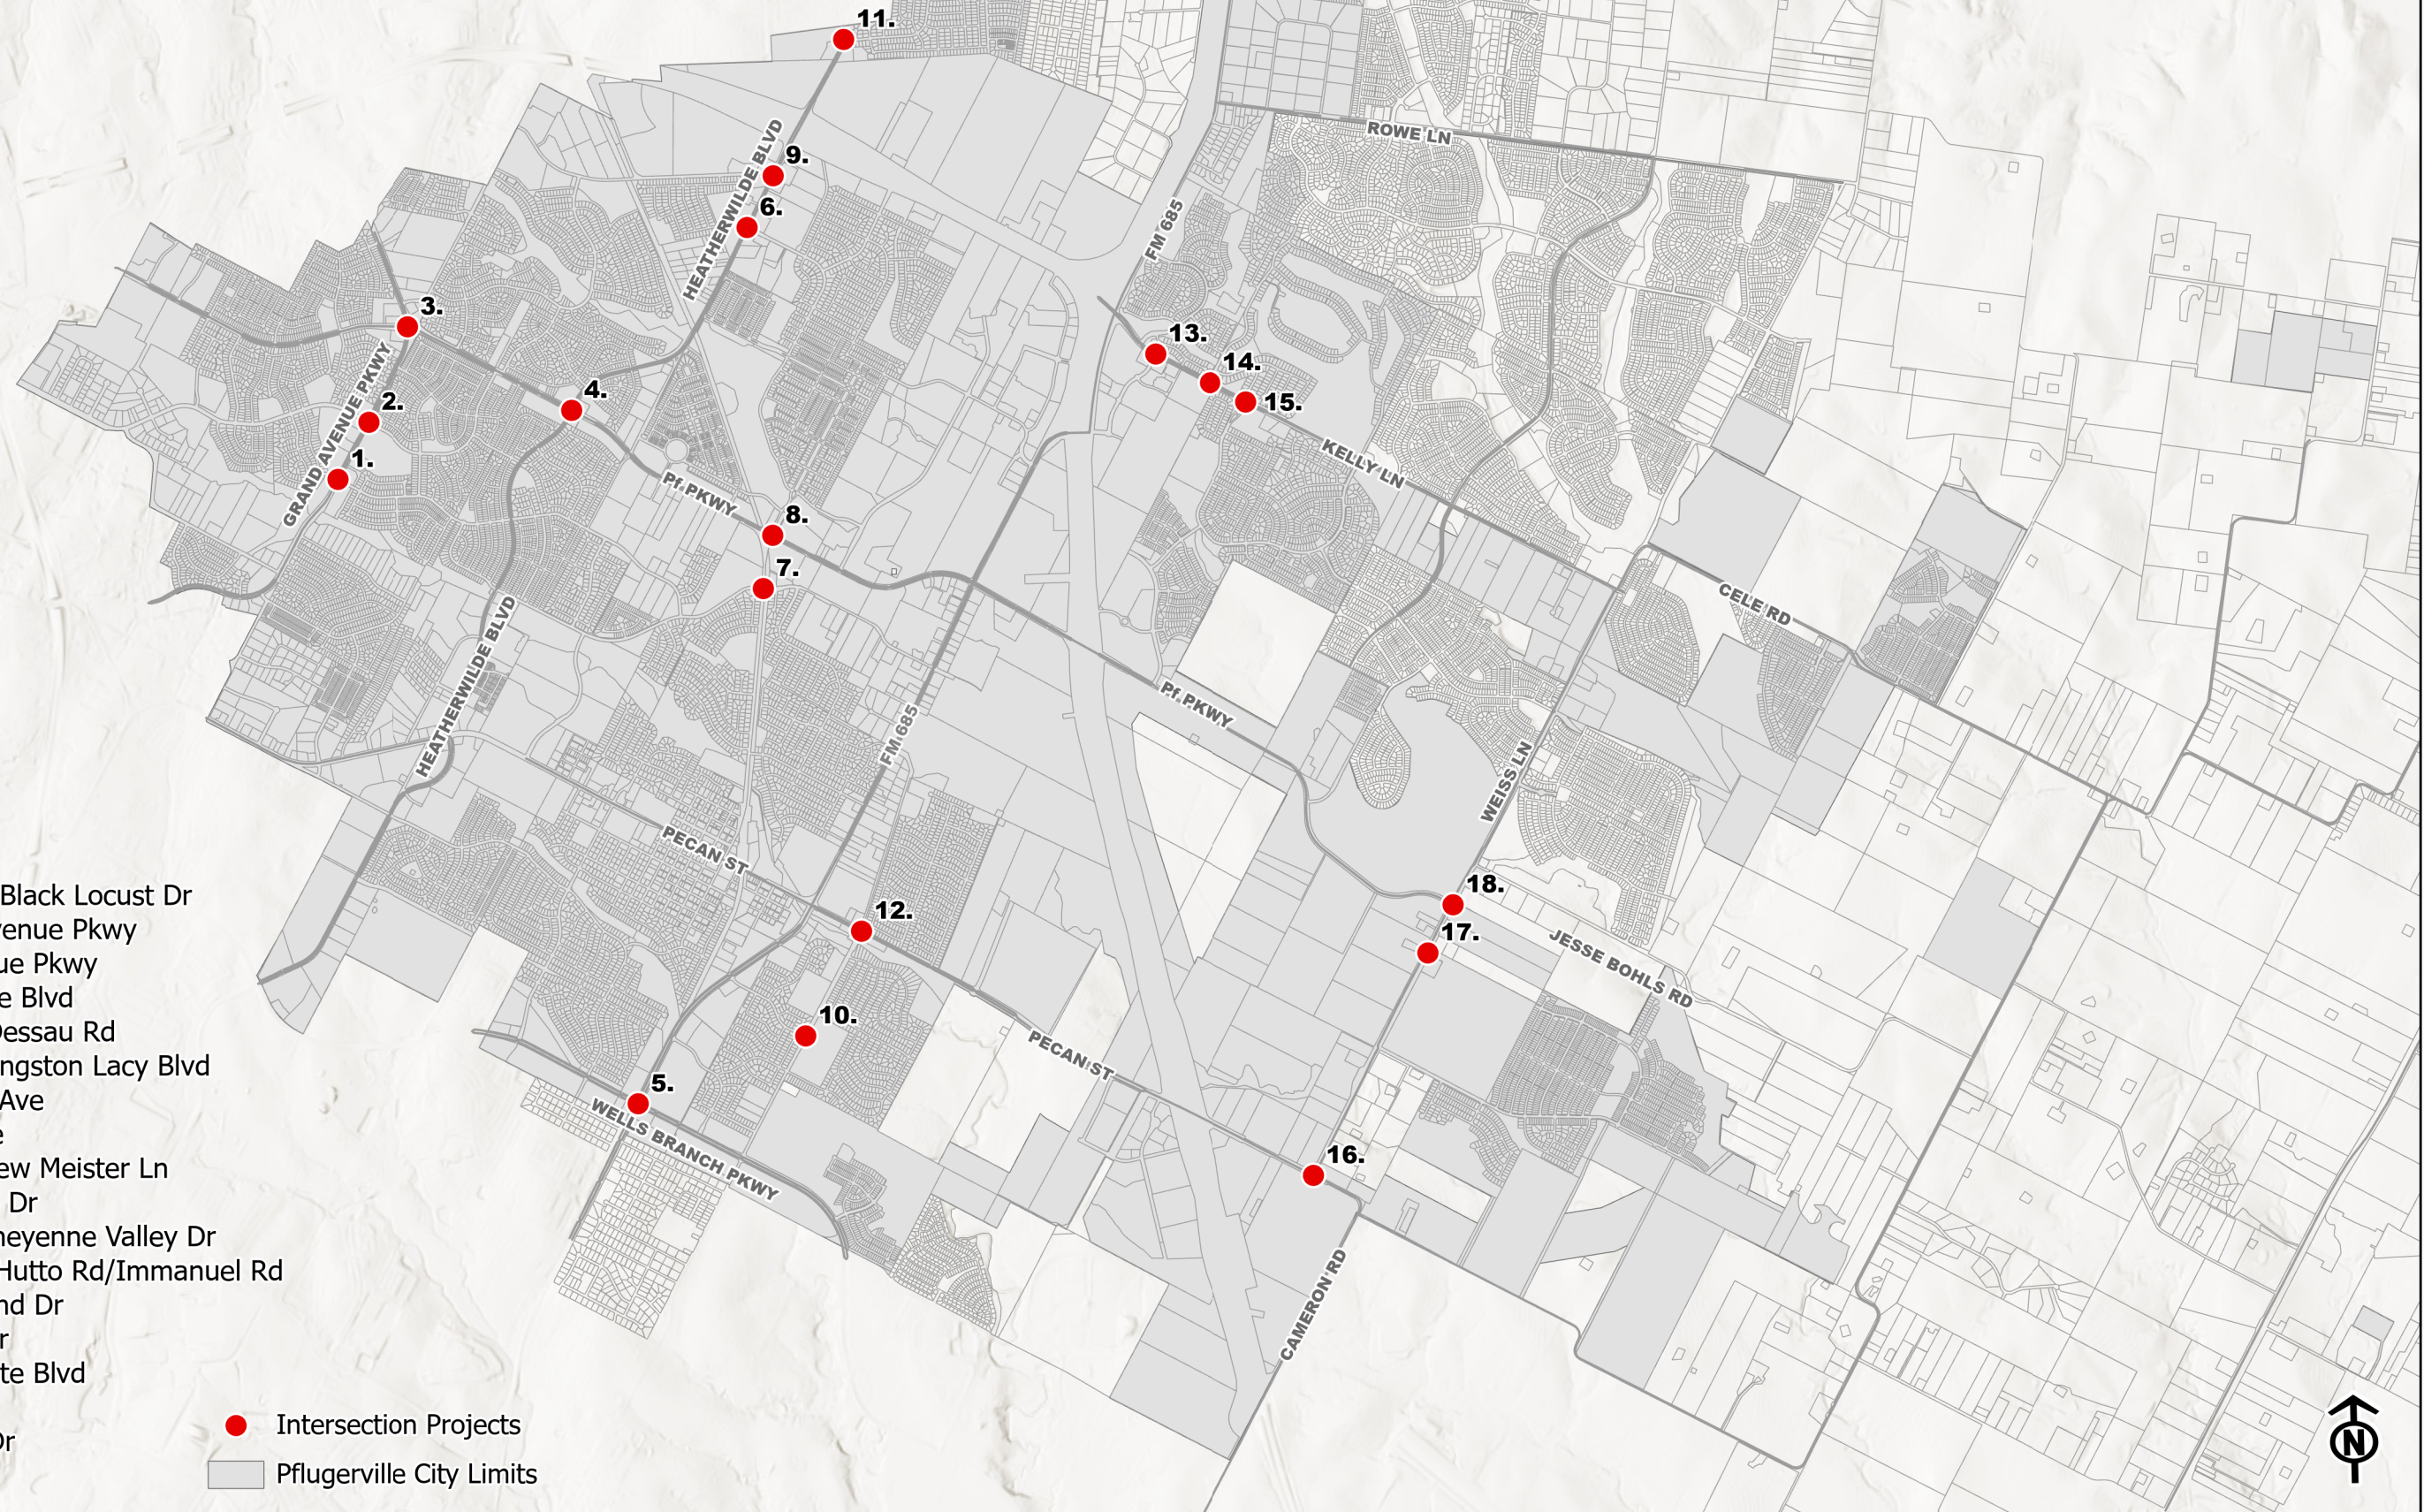 11.
ROWE LN
HEATHERWILDE BLVD
9.
6.
FM 685
3.
13.
14.
15.
4.
2.
1.
GRAND AVENUE PKWY
KELLY LN
Pf PKWY
8.
7.
CELE RD
HEATHERWILDE BLVD
Pf PKWY
FM 685
WEISS LN
PECAN ST
18.
12.
17.
JESSE BOHLS RD
10.
PECAN ST
5.
WELLS BRANCH PKWY
16.
CAMERON RD
Black Locust Dr
venue Pkwy
ue Pkwy
e Blvd
Dessau Rd
ngston Lacy Blvd
Ave
e
ew Meister Ln
Dr
heyenne Valley Dr
Hutto Rd/Immanuel Rd
nd Dr
r
te Blvd
Dr
Intersection Projects
Pflugerville City Limits
N